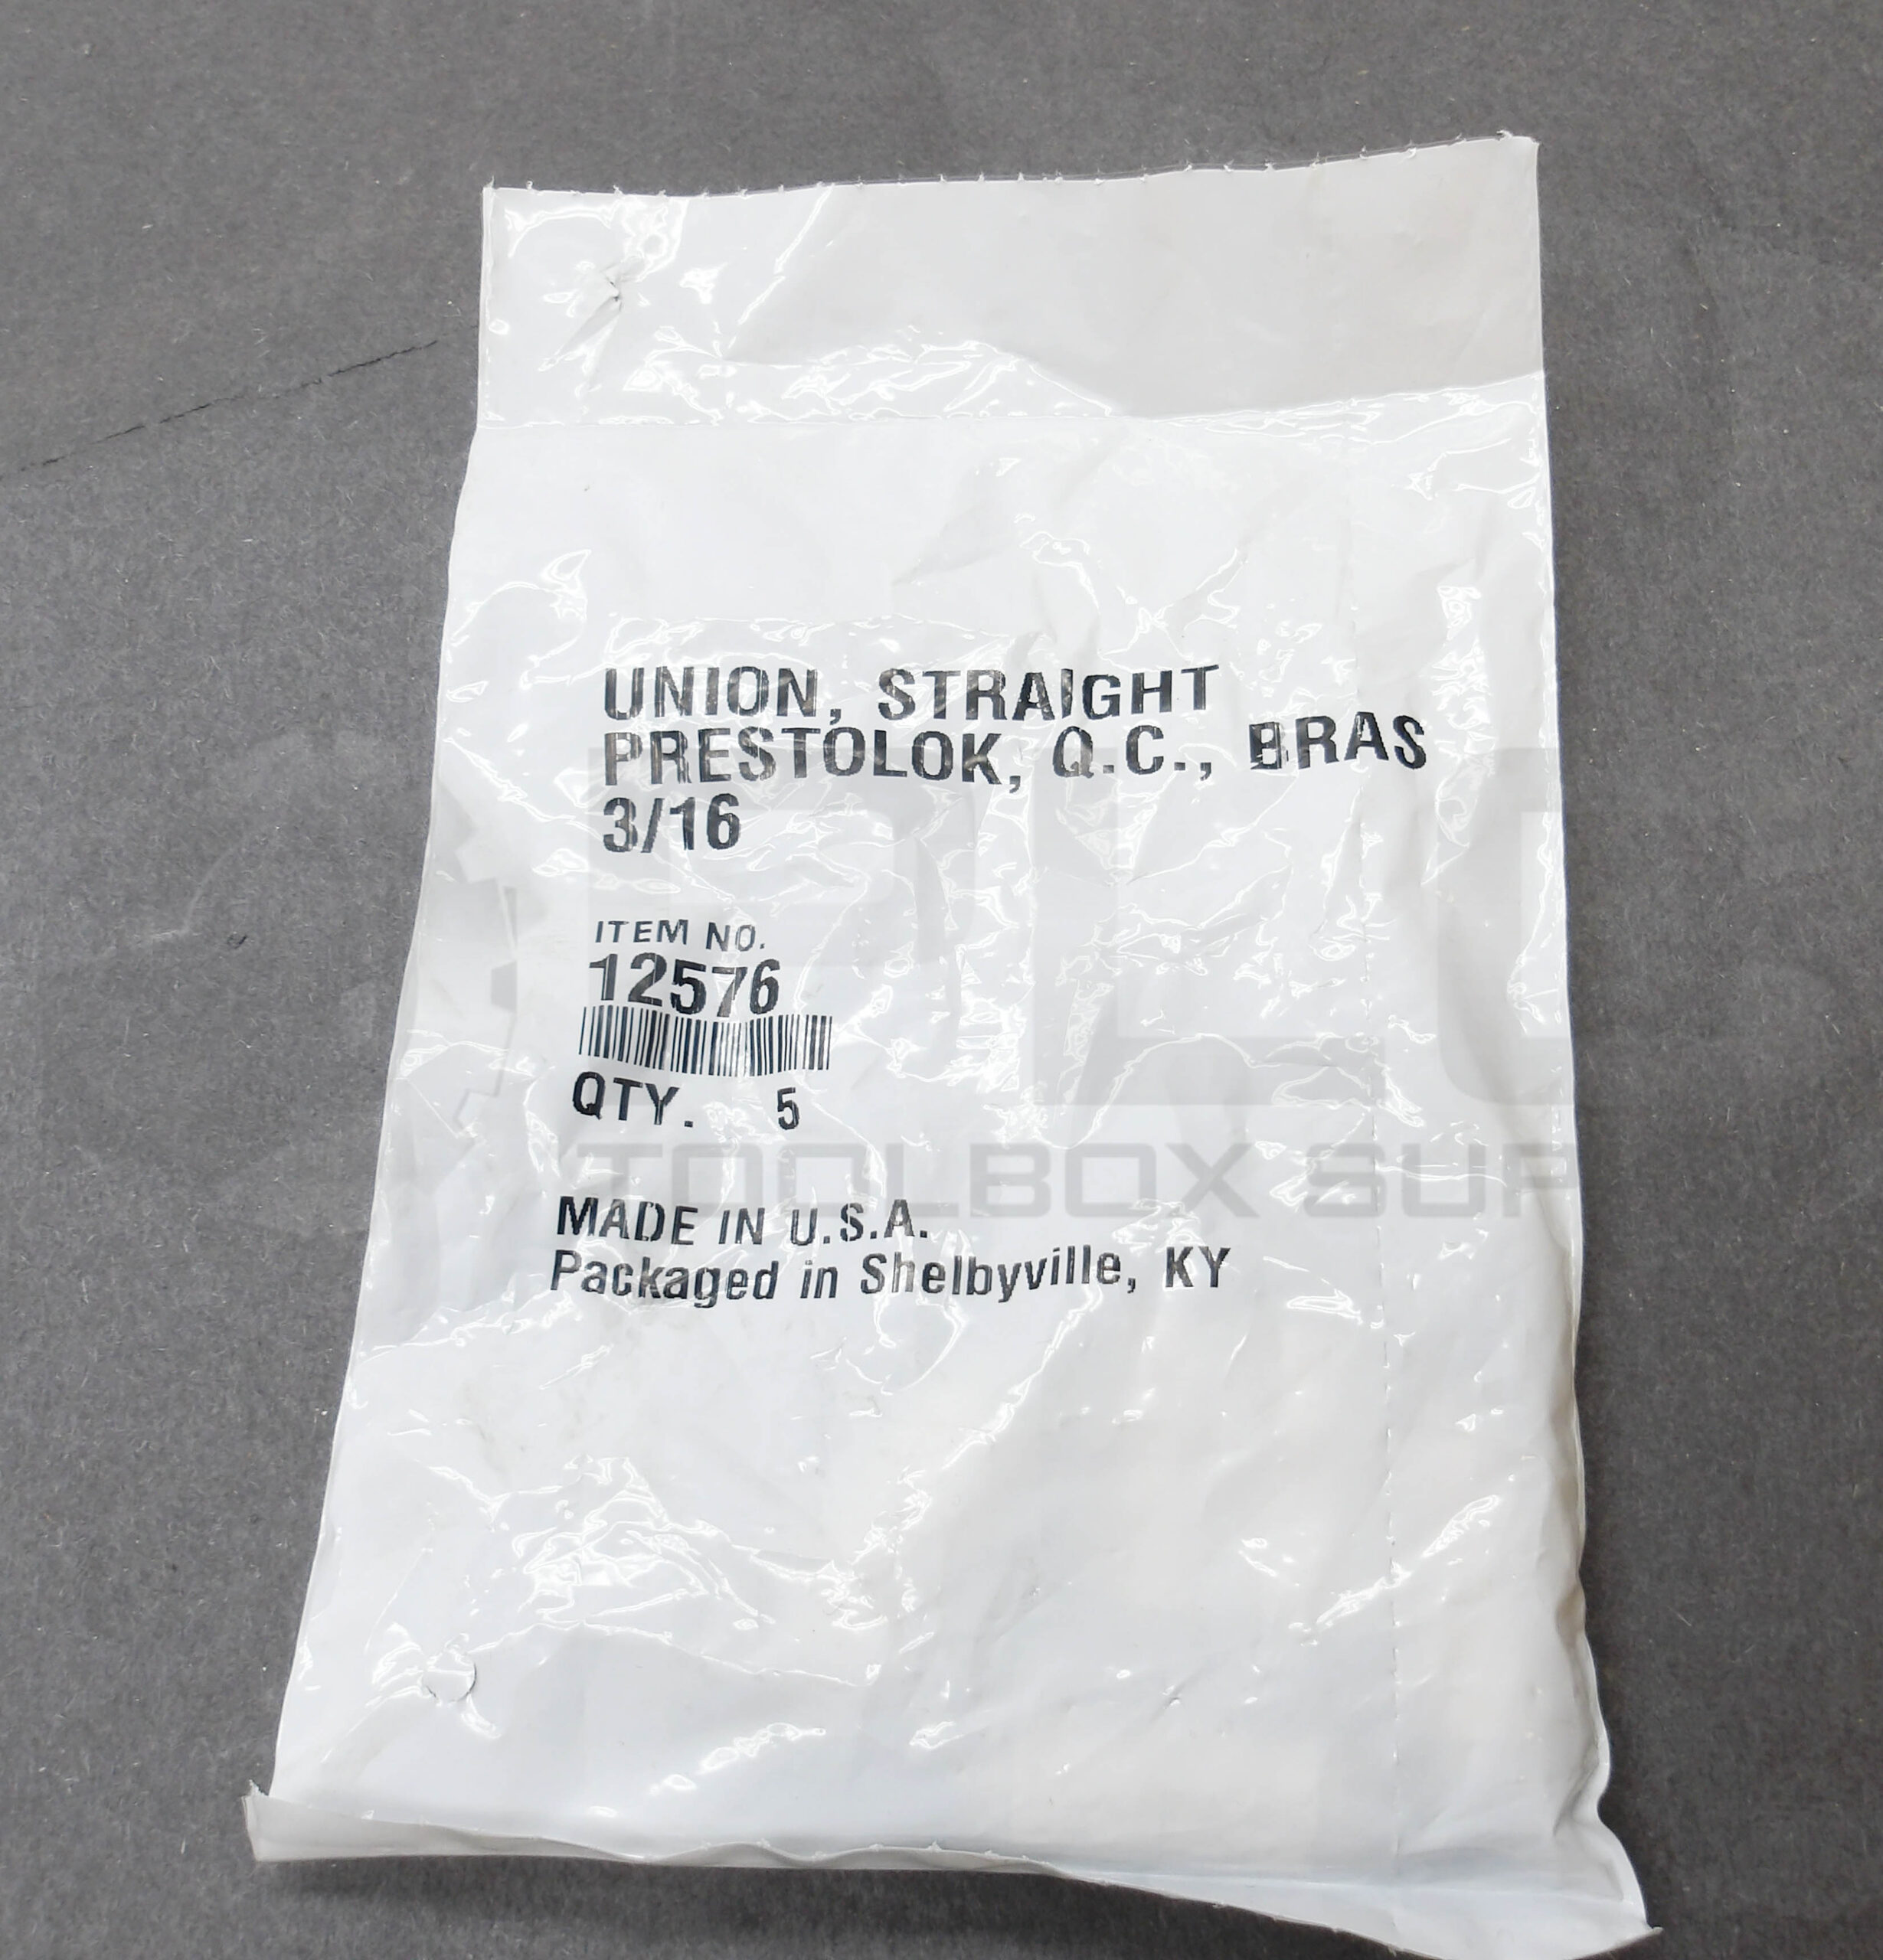 UNION, STRAIGHT
PRESTOLOK, Q.C., BRAS
3/16
ITEM NO.
12576
QTY. 5
MADE IN U.S.A.
Packaged in Shelbyville, KY
PLC
TOOLBOX SUP